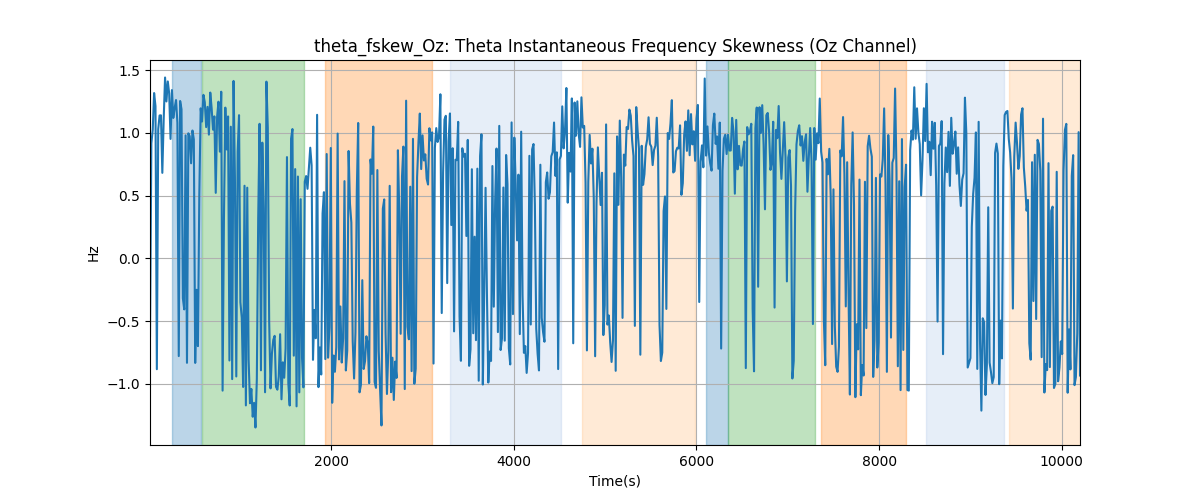 theta_fskew_Oz: Theta Instantaneous Frequency Skewness (Oz Channel)
1.5
1.0
0.5
0.0
−0.5
−1.0
Hz
2000 4000 6000 8000 10000
Time(s)